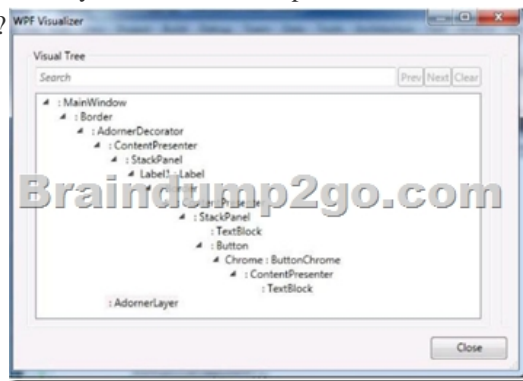 ?
WPF Visualizer
Visual Tree
Search
Prev Next Clear
: MainWindow
: Border
: AdornerDecorator
: ContentPresenter
: StackPanel
Label1 : Label
Braindump2go.com
: StackPanel
: TextBlock
: Button
Chrome : ButtonChrome
: ContentPresenter
: TextBlock
: AdornerLayer
Close